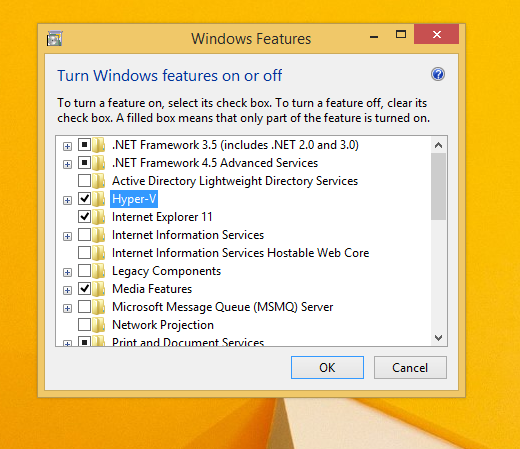 Windows Features
Turn Windows features on or off
To turn a feature on, select its check box. To turn a feature off, clear its
check box. A filled box means that only part of the feature is turned on.
.NET Framework 3.5 (includes .NET 2.0 and 3.0)
.NET Framework 4.5 Advanced Services
Active Directory Lightweight Directory Services
Hyper-V
Internet Explorer 11
Internet Information Services
Internet Information Services Hostable Web Core
Legacy Components
Media Features
Microsoft Message Queue (MSMQ) Server
Network Projection
Print and Document Services
OK Cancel